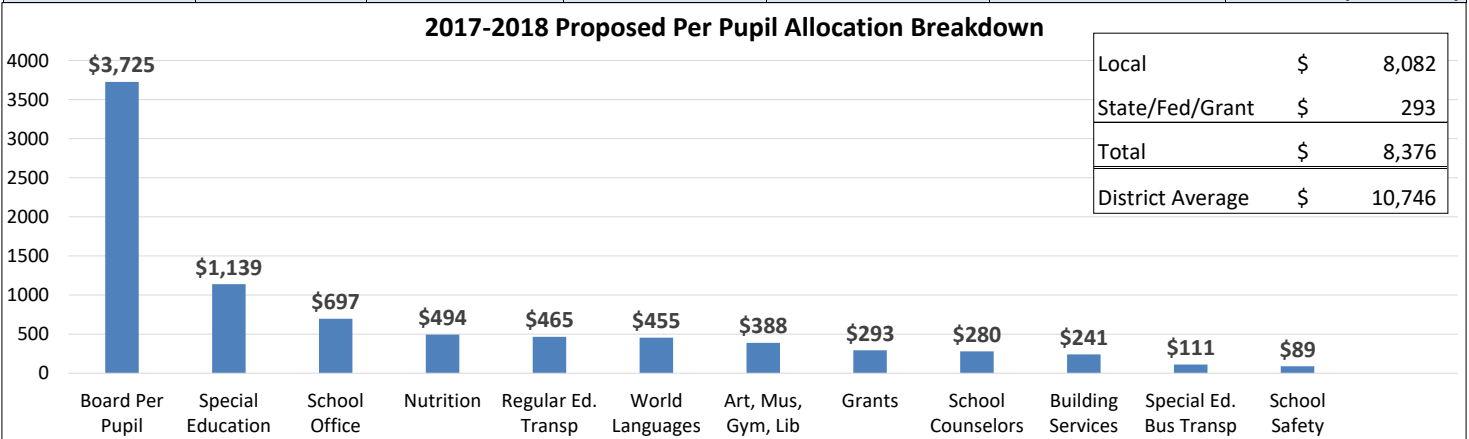 2017-2018 Proposed Per Pupil Allocation Breakdown
Local $ 8,082
State/Fed/Grant $ 293
Total $ 8,376
District Average $ 10,746
4000
3500
3000
2500
2000
1500
1000
500
0
$3,725
$1,139
$697
$494
$465
$455
$388
$293
$280
$241
$111
$89
Board Per
Pupil
Special
Education
School
Office
Nutrition
Regular Ed.
Transp
World
Languages
Art, Mus,
Gym, Lib
Grants
School
Counselors
Building
Services
Special Ed.
Bus Transp
School
Safety